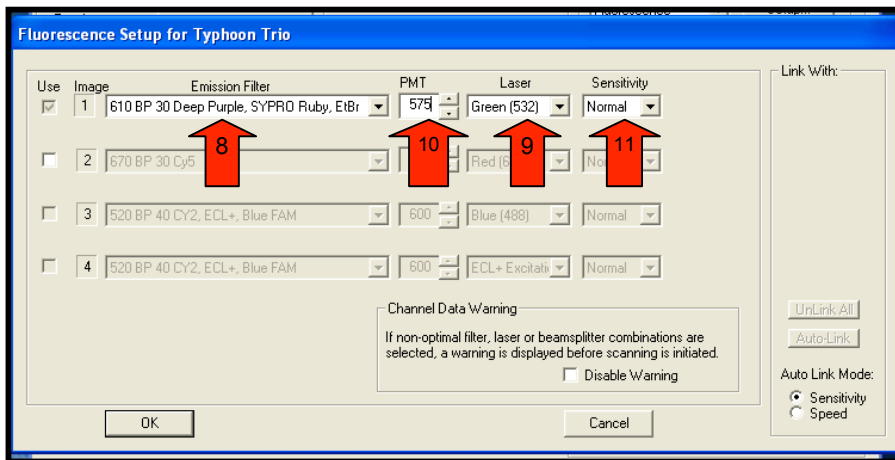 Fluorescence Setup for Typhoon Trio
Use Image Emission Filter PMT Laser Sensitivity Link With:
1 610 BP 30 Deep Purple, SYPRO Ruby, EtBr 575 Green (532) Normal
8 10 9 11
2 670 BP 30 Cy5 Red (6
3 520 BP 40 CY2, ECL+, Blue FAM 600 Blue (488) Normal
4 520 BP 40 CY2, ECL+, Blue FAM 600 ECL+ Excitati Normal
Channel Data Warning
If non-optimal filter, laser or beamsplitter combinations are
selected, a warning is displayed before scanning is initiated.
Disable Warning
UnLink All
Auto-Link
Auto Link Mode:
Sensitivity
Speed
OK Cancel